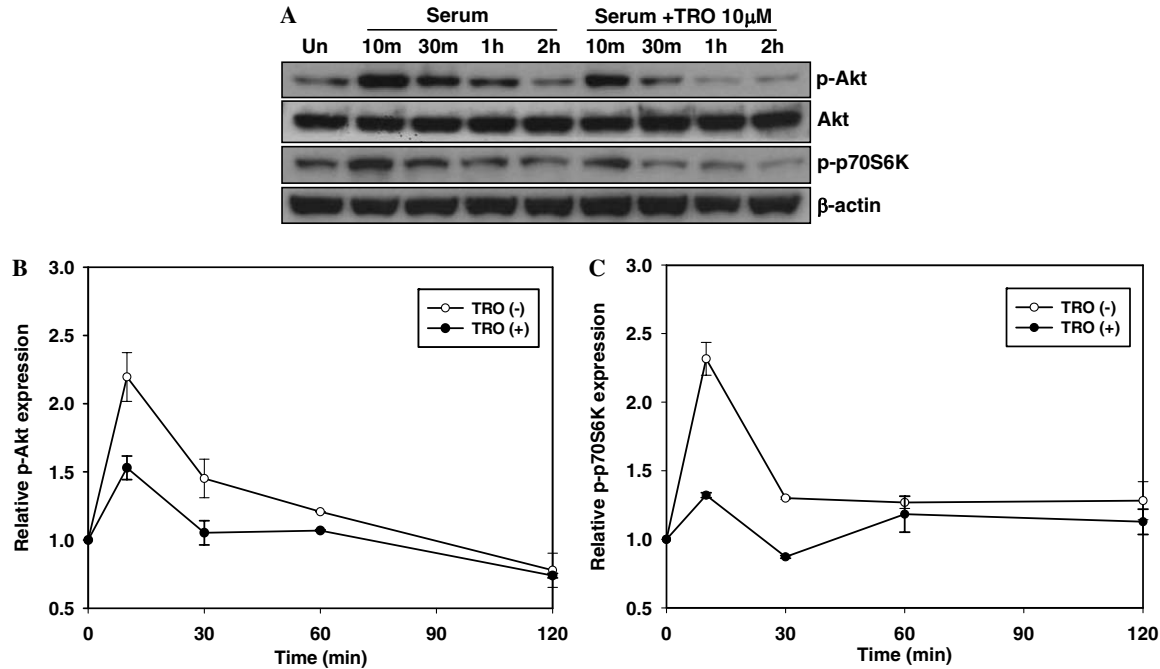 A
Serum
Serum +TRO 10μM
Un 10m 30m 1h 2h 10m 30m 1h 2h
p-Akt
Akt
p-p70S6K
β-actin
B
Relative p-Akt expression
3.0
2.5
2.0
1.5
1.0
0.5
TRO (-)
TRO (+)
0 30 60 90 120
Time (min)
C
Relative p-p70S6K expression
3.0
2.5
2.0
1.5
1.0
0.5
TRO (-)
TRO (+)
0 30 60 90 120
Time (min)